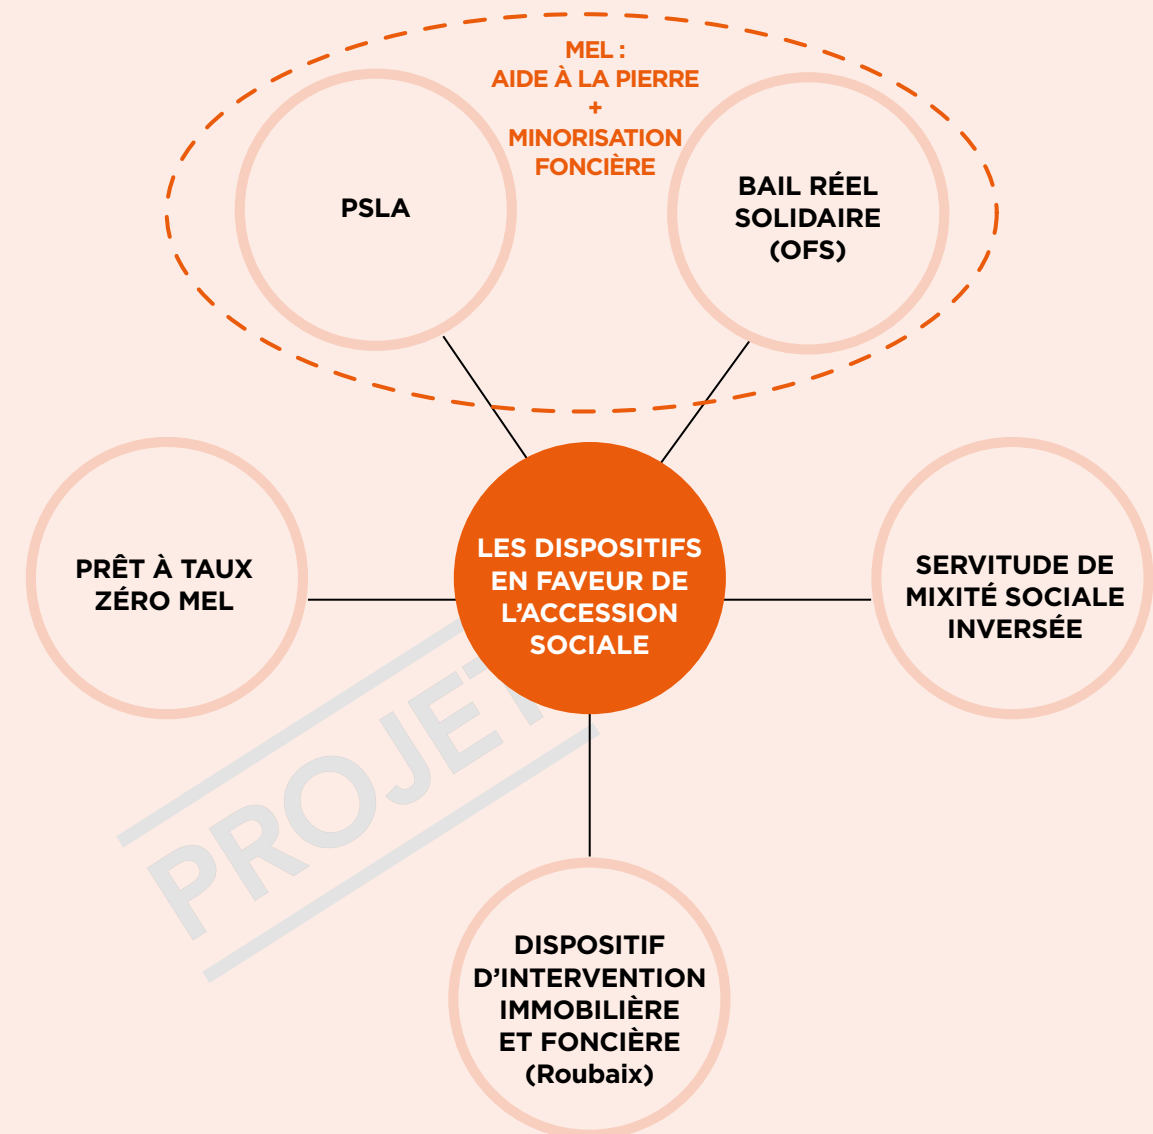 MEL :
AIDE À LA PIERRE
+
MINORISATION
FONCIÈRE
PSLA
BAIL RÉEL
SOLIDAIRE
(OFS)
PRÊT À TAUX
ZÉRO MEL
LES DISPOSITIFS
EN FAVEUR DE
L’ACCESSION
SOCIALE
SERVITUDE DE
MIXITÉ SOCIALE
INVERSÉE
PROJET
DISPOSITIF
D’INTERVENTION
IMMOBILIÈRE
ET FONCIÈRE
(Roubaix)